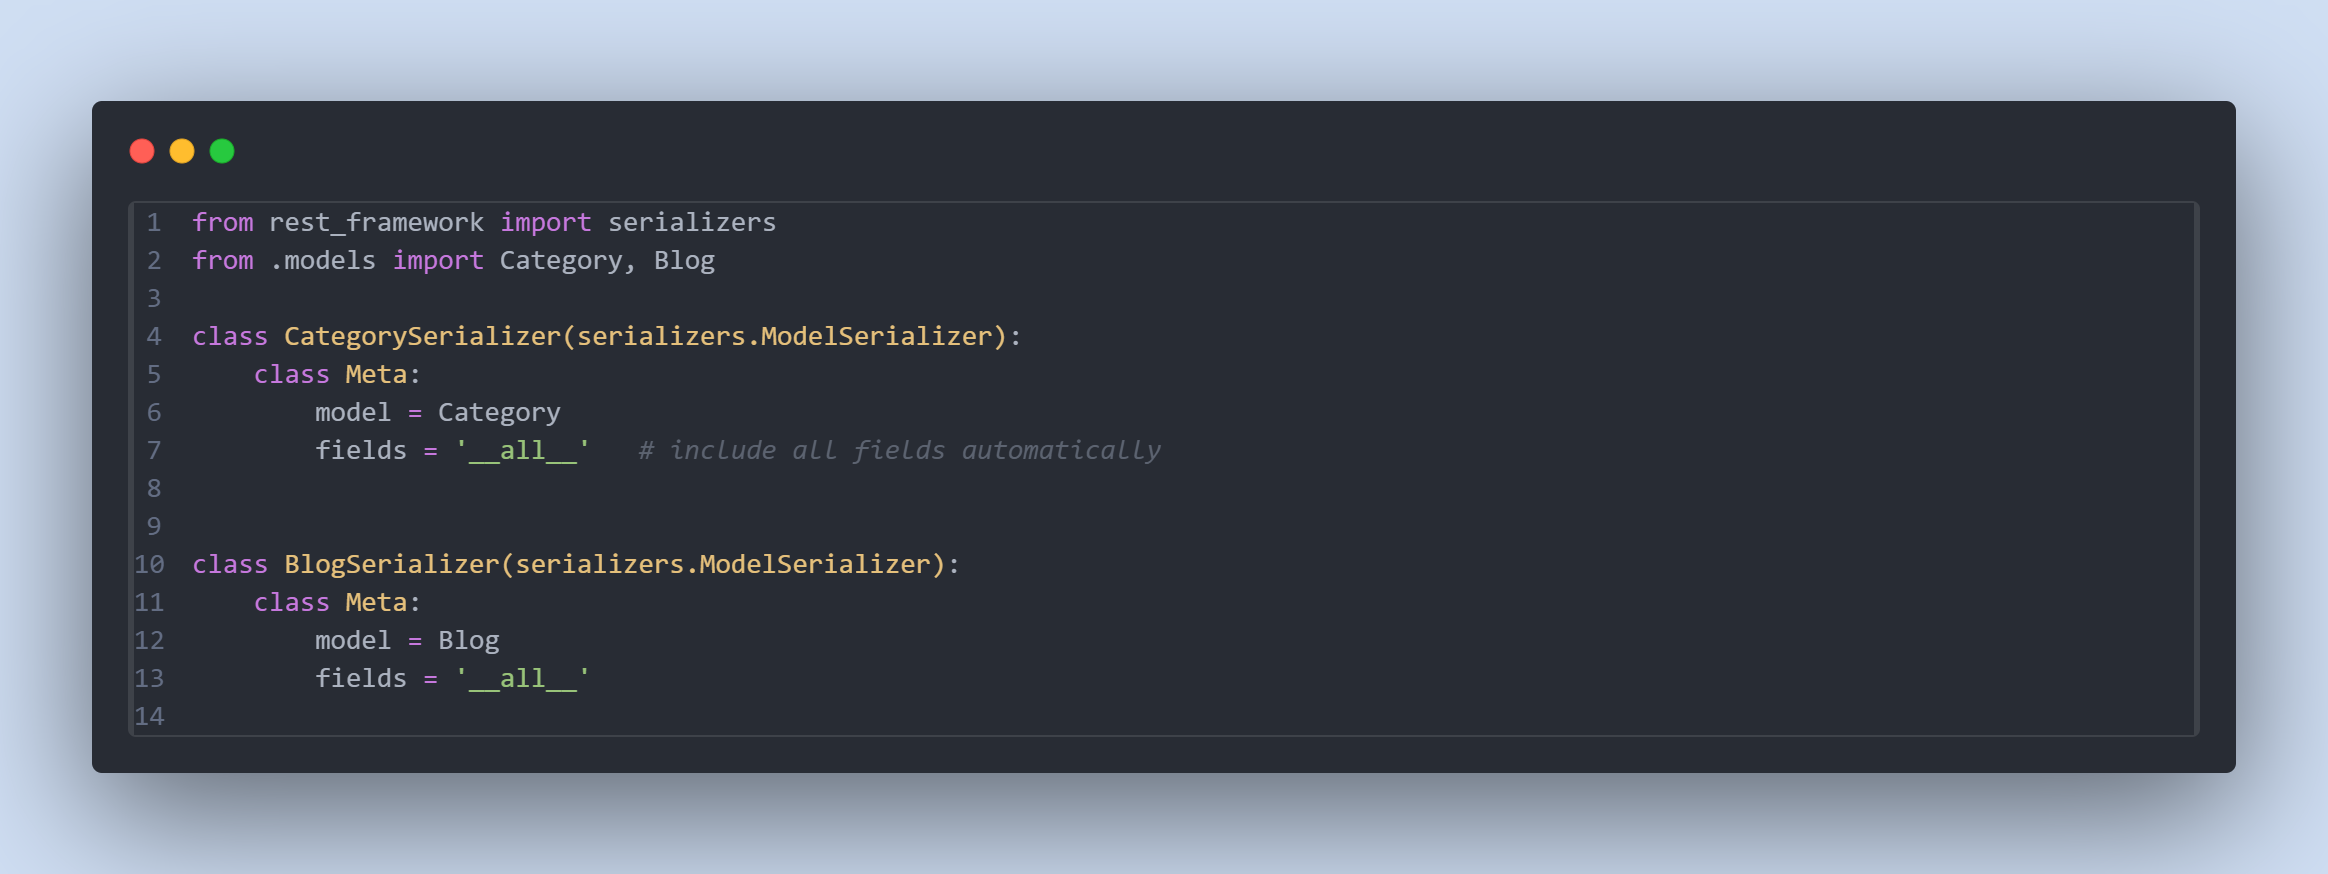 1 from rest_framework import serializers
2 from .models import Category, Blog
3
4 class CategorySerializer(serializers.ModelSerializer):
5     class Meta:
6         model = Category
7         fields = '__all__'   # include all fields automatically
8
9
10 class BlogSerializer(serializers.ModelSerializer):
11     class Meta:
12         model = Blog
13         fields = '__all__'
14